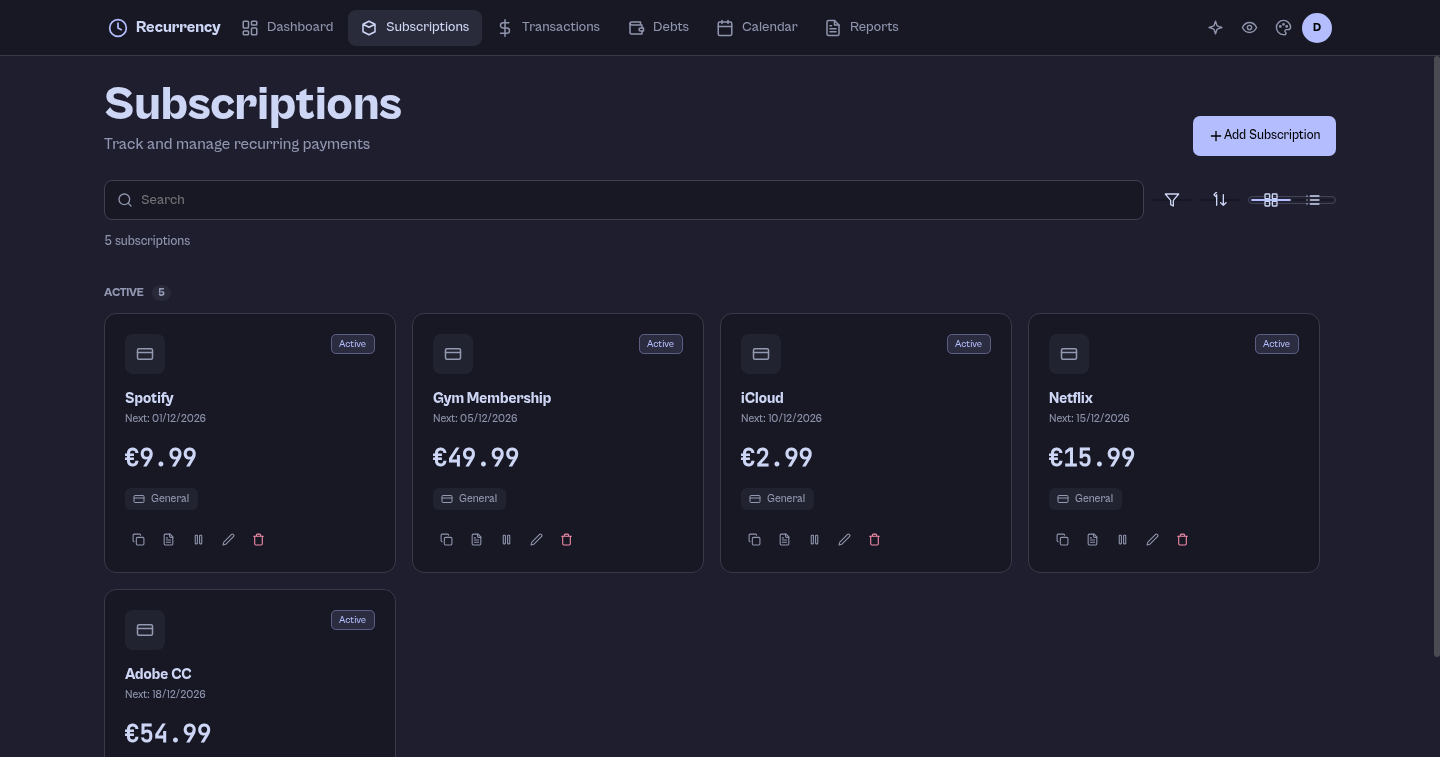 Recurrency
Dashboard
Subscriptions
Transactions
Debts
Calendar
Reports
D
Subscriptions
Track and manage recurring payments
Add Subscription
Search
5 subscriptions
ACTIVE 5
Active
Spotify
Next: 01/12/2026
€9.99
General
Active
Gym Membership
Next: 05/12/2026
€49.99
General
Active
iCloud
Next: 10/12/2026
€2.99
General
Active
Netflix
Next: 15/12/2026
€15.99
General
Active
Adobe CC
Next: 18/12/2026
€54.99